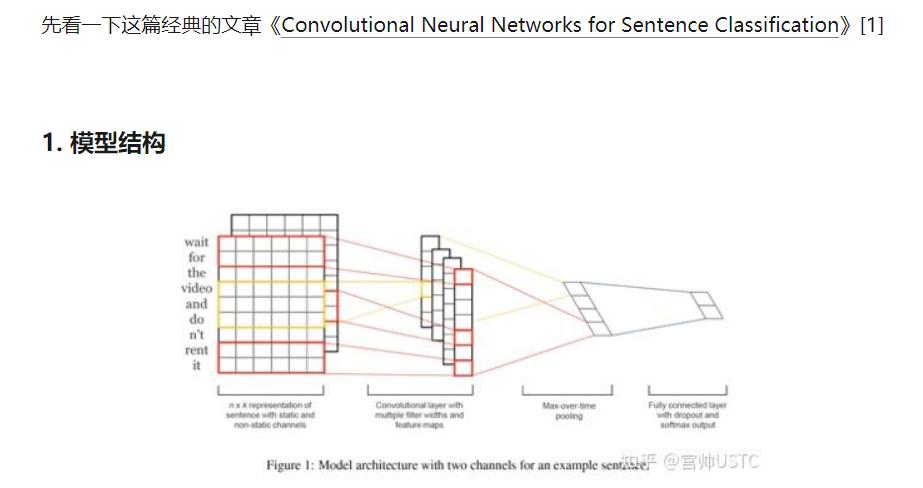 先看一下这篇经典的文章《Convolutional Neural Networks for Sentence Classification》[1]
1. 模型结构
wait
for
the
video
and
do
n't
rent
it
n x k representation of
sentence with static and
non-static channels
Convolutional layer with
multiple filter widths and
feature maps
Max-over-time
pooling
Fully connected layer
with dropout and
softmax output
Figure 1: Model architecture with two channels for an example sentence.
知乎 @宫帅USTC